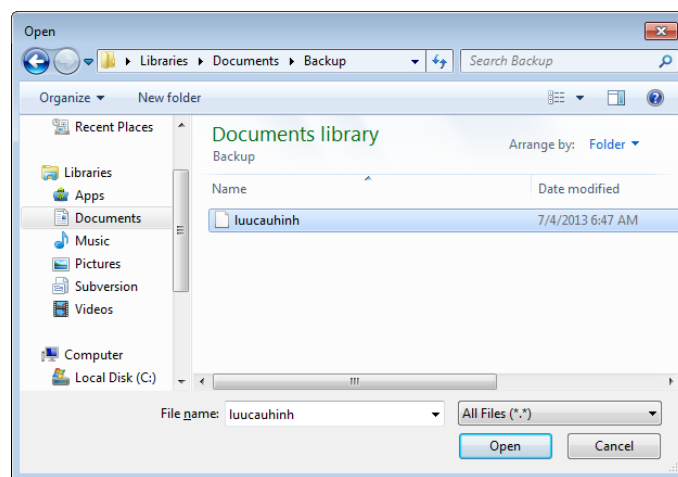 Open
Libraries Documents Backup
Search Backup
Organize
New folder
Recent Places
Libraries
Apps
Documents
Music
Pictures
Subversion
Videos
Computer
Local Disk (C:)
Documents library
Backup
Arrange by: Folder
Name Date modified
luucauhinh 7/4/2013 6:47 AM
File name: luucauhinh
All Files (*.*)
Open Cancel